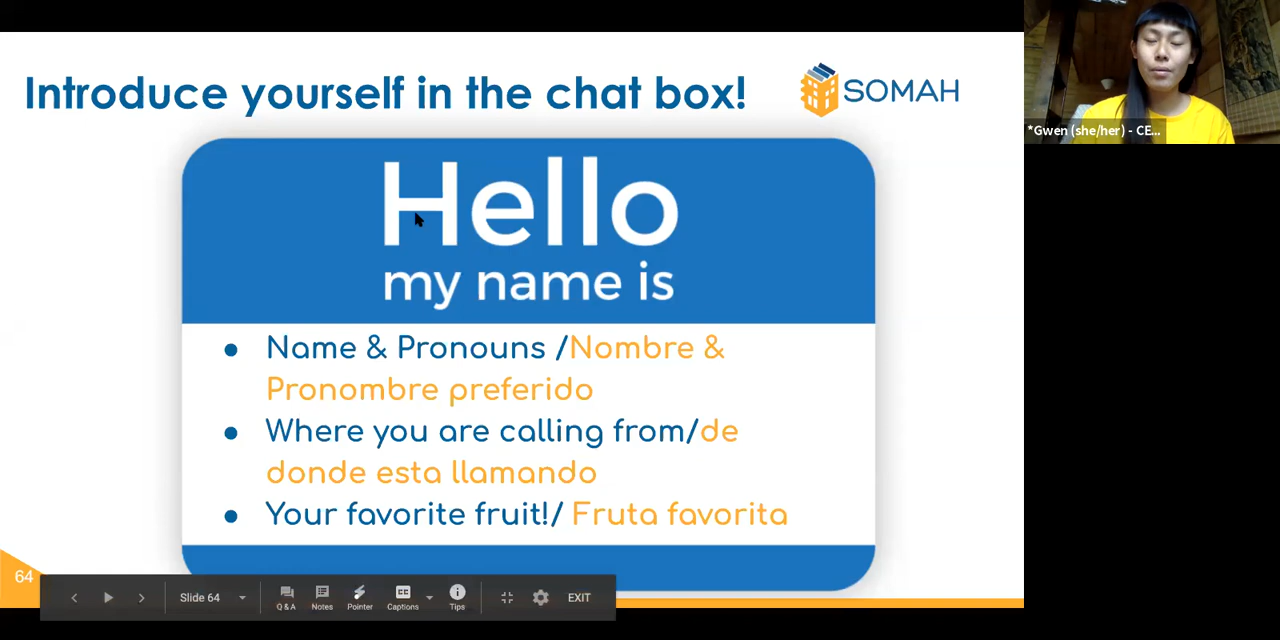 Introduce yourself in the chat box!
SOMAH
*Gwen (she/her) - CE...
Hello
my name is
● Name & Pronouns /Nombre &
Pronombre preferido
● Where you are calling from/de
donde esta llamando
● Your favorite fruit!/ Fruta favorita
64
Slide 64
Q & A
Notes
Pointer
CC
Captions
Tips
EXIT